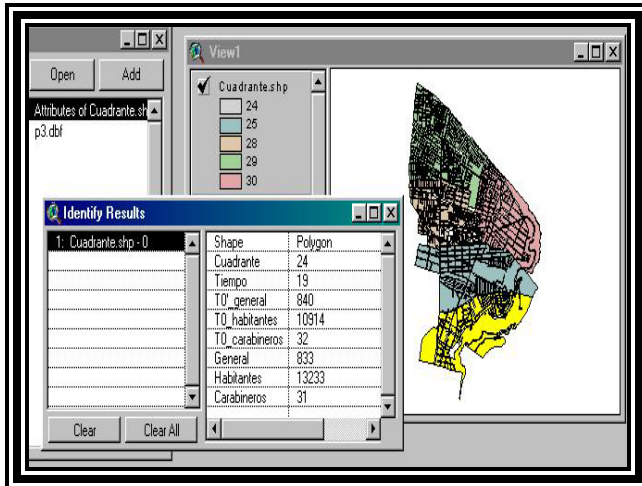 Open
Add
Attributes of Cuadrante.sh
p3.dbf
View1
Cuadrante.shp
24
25
28
29
30
Identify Results
1: Cuadrante.shp - 0
Shape Polygon
Cuadrante 24
Tiempo 19
T0'_general 840
T0_habitantes 10914
T0_carabineros 32
General 833
Habitantes 13233
Carabineros 31
Clear
Clear All